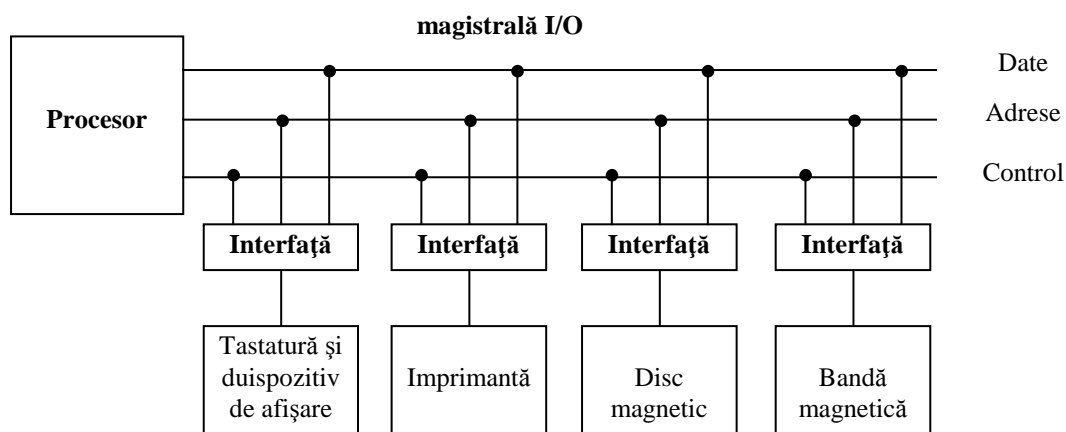 magistrală I/O
Procesor
Date
Adrese
Control
Interfaţă
Interfaţă
Interfaţă
Interfaţă
Tastatură şi
duispozitiv
de afişare
Imprimantă
Disc
magnetic
Bandă
magnetică